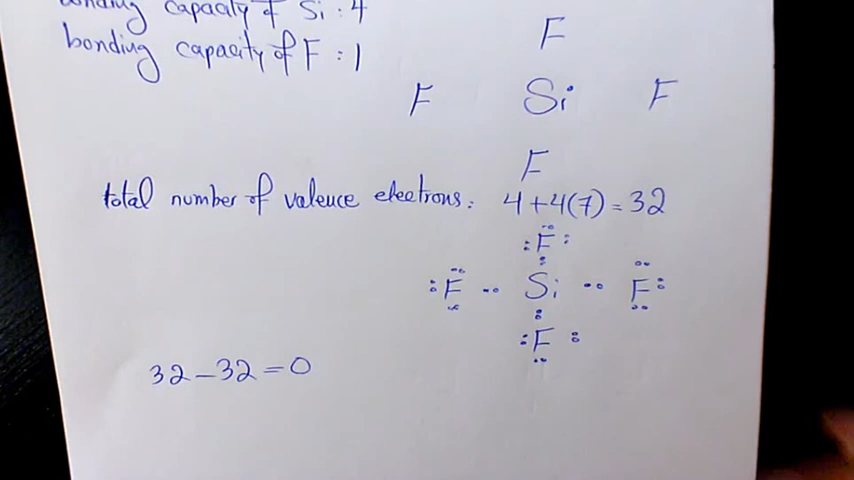 bonding capacity of Si : 4
bonding capacity of F : 1
F
F Si F
F
total number of valence electrons: 4+4(7)=32
:F:
:F ·· Si ·· F:
:F:
32-32=0